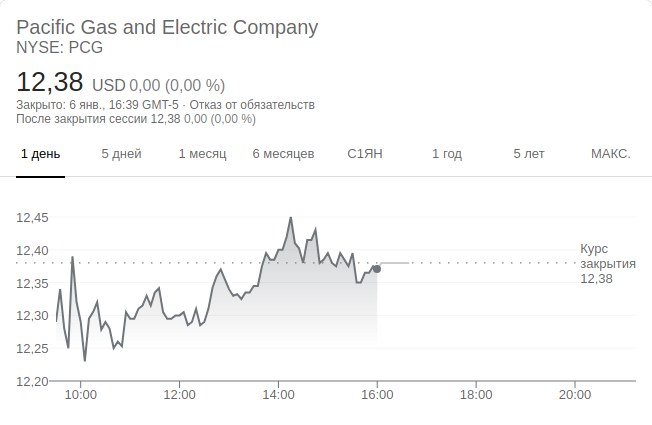 Pacific Gas and Electric Company
NYSE: PCG
12,38 USD 0,00 (0,00 %)
Закрыто: 6 янв., 16:39 GMT-5 · Отказ от обязательств
После закрытия сессии 12,38 0,00 (0,00 %)
1 день 5 дней 1 месяц 6 месяцев С1ЯН 1 год 5 лет МАКС.
12,45
12,40
12,35
12,30
12,25
12,20
Курс
закрытия
12,38
10:00 12:00 14:00 16:00 18:00 20:00